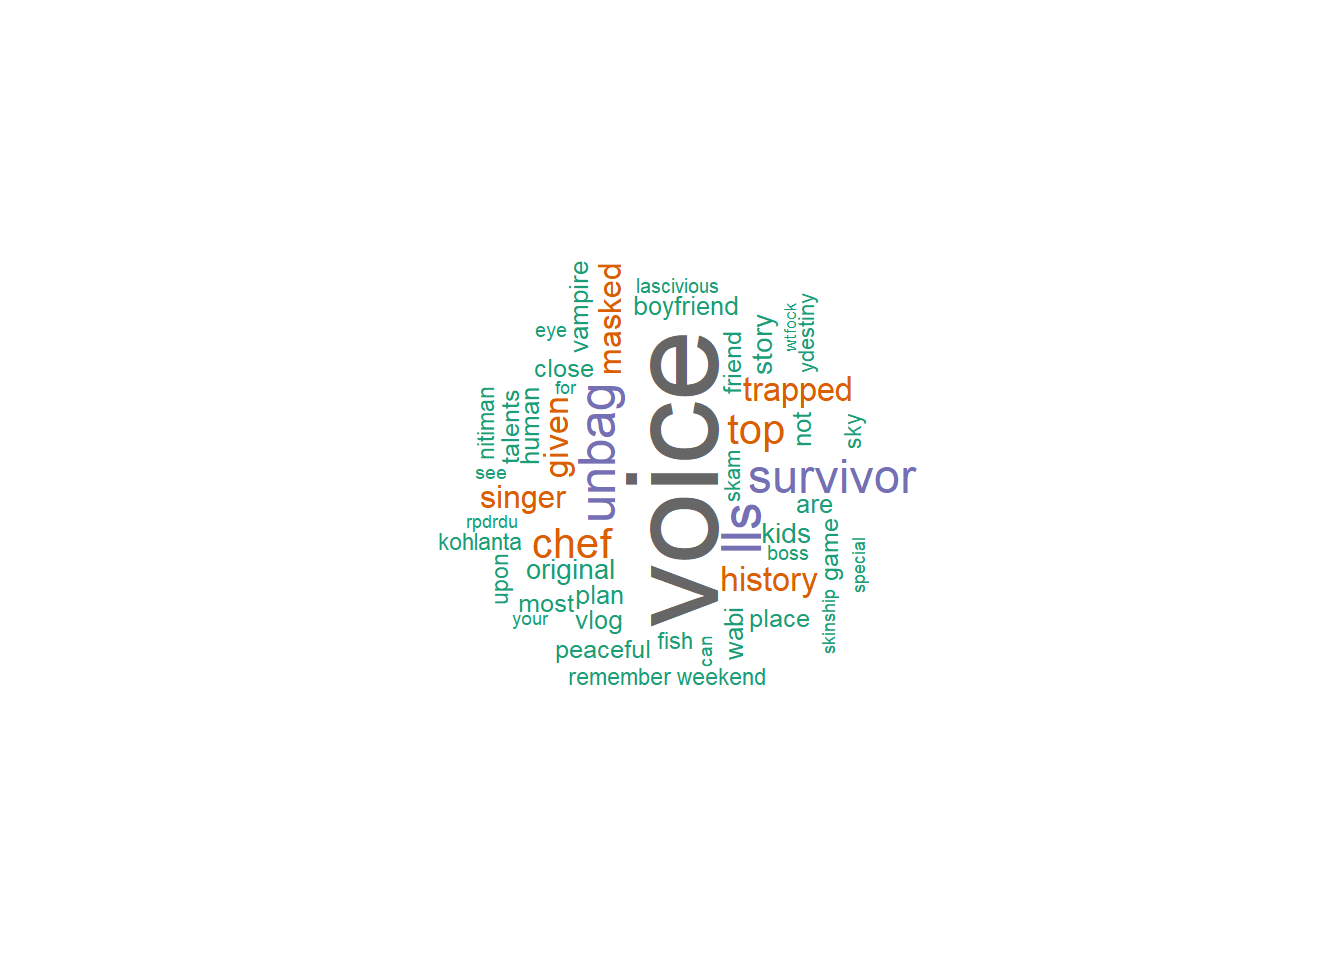 vampire
masked
lascivious
boyfriend
eye
close
for
friend
story
wtfock
ydestiny
trapped
nitiman
talents
human
given
unbag
voice
top
not
sky
see
singer
skam
survivor
rpdrdu
kohlanta
chef
lls
are
kids
boss
game
special
original
history
upon
most
plan
your
vlog
wabi
place
skinship
peaceful
fish
can
remember
weekend